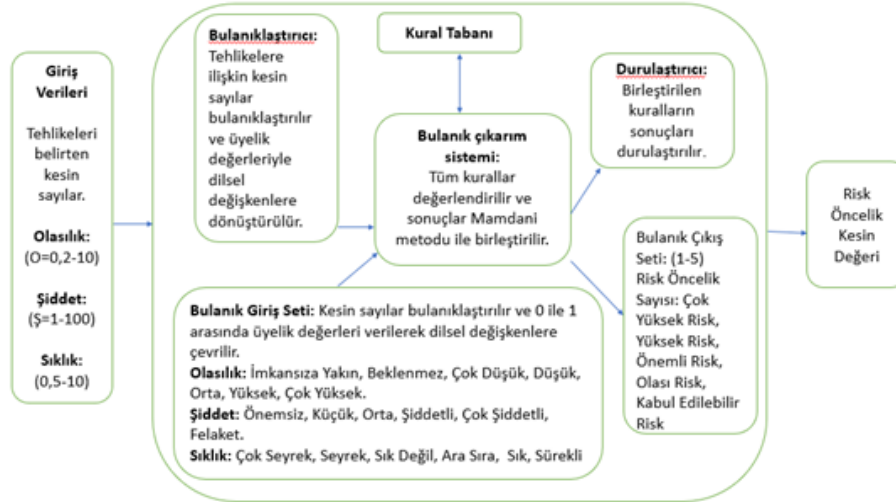 Giriş
Verileri
Tehlikeleri
belirten
kesin
sayılar.
Olasılık:
(O=0,2-10)
Şiddet:
(Ş=1-100)
Sıklık:
(0,5-10)
Bulanıklaştırıcı:
Tehlikelere
ilişkin kesin
sayılar
bulanıklaştırılır
ve üyelik
değerleriyle
dilsel
değişkenlere
dönüştürülür.
Kural Tabanı
Bulanık çıkarım
sistemi:
Tüm kurallar
değerlendirilir ve
sonuçlar Mamdani
metodu ile birleştirilir.
Durulaştırıcı:
Birleştirilen
kuralların
sonuçları
durulaştırılır.
Bulanık Giriş Seti: Kesin sayılar bulanıklaştırılır ve 0 ile 1
arasında üyelik değerleri verilerek dilsel değişkenlere
çevrilir.
Olasılık: İmkansıza Yakın, Beklenmez, Çok Düşük, Düşük,
Orta, Yüksek, Çok Yüksek.
Şiddet: Önemsiz, Küçük, Orta, Şiddetli, Çok Şiddetli,
Felaket.
Sıklık: Çok Seyrek, Seyrek, Sık Değil, Ara Sıra, Sık, Sürekli
Bulanık Çıkış
Seti: (1-5)
Risk Öncelik
Sayısı: Çok
Yüksek Risk,
Yüksek Risk,
Önemli Risk,
Olası Risk,
Kabul Edilebilir
Risk
Risk
Öncelik
Kesin
Değeri